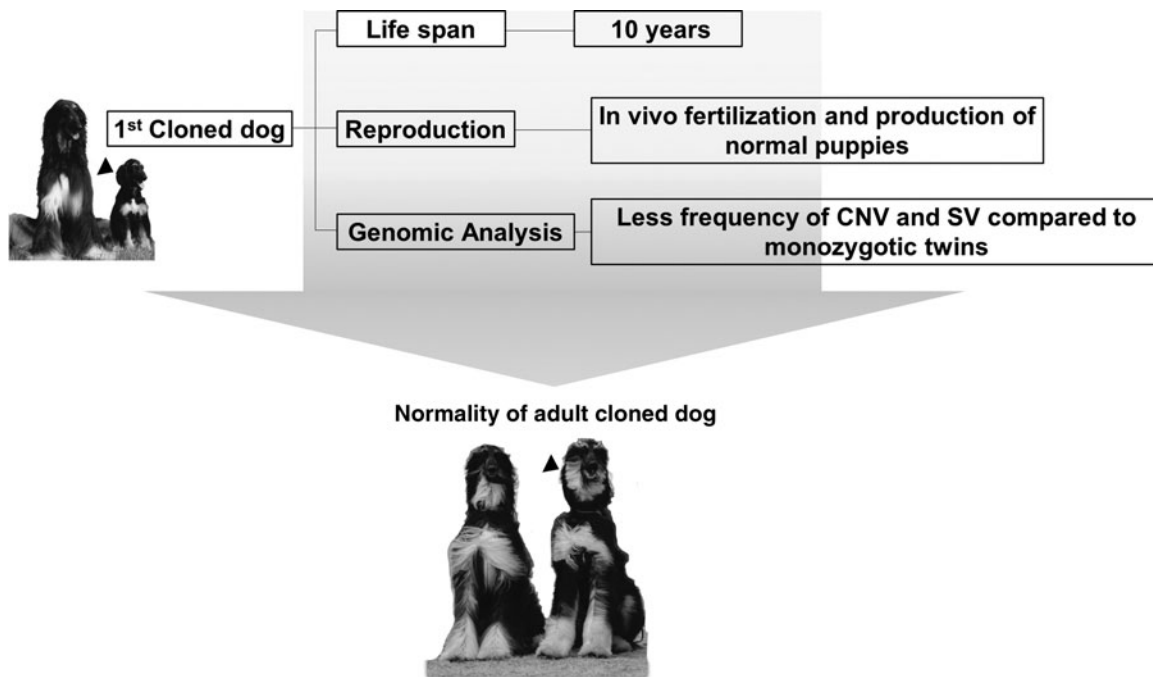 Life span
10 years
1st Cloned dog
Reproduction
In vivo fertilization and production of
normal puppies
Genomic Analysis
Less frequency of CNV and SV compared to
monozygotic twins
Normality of adult cloned dog